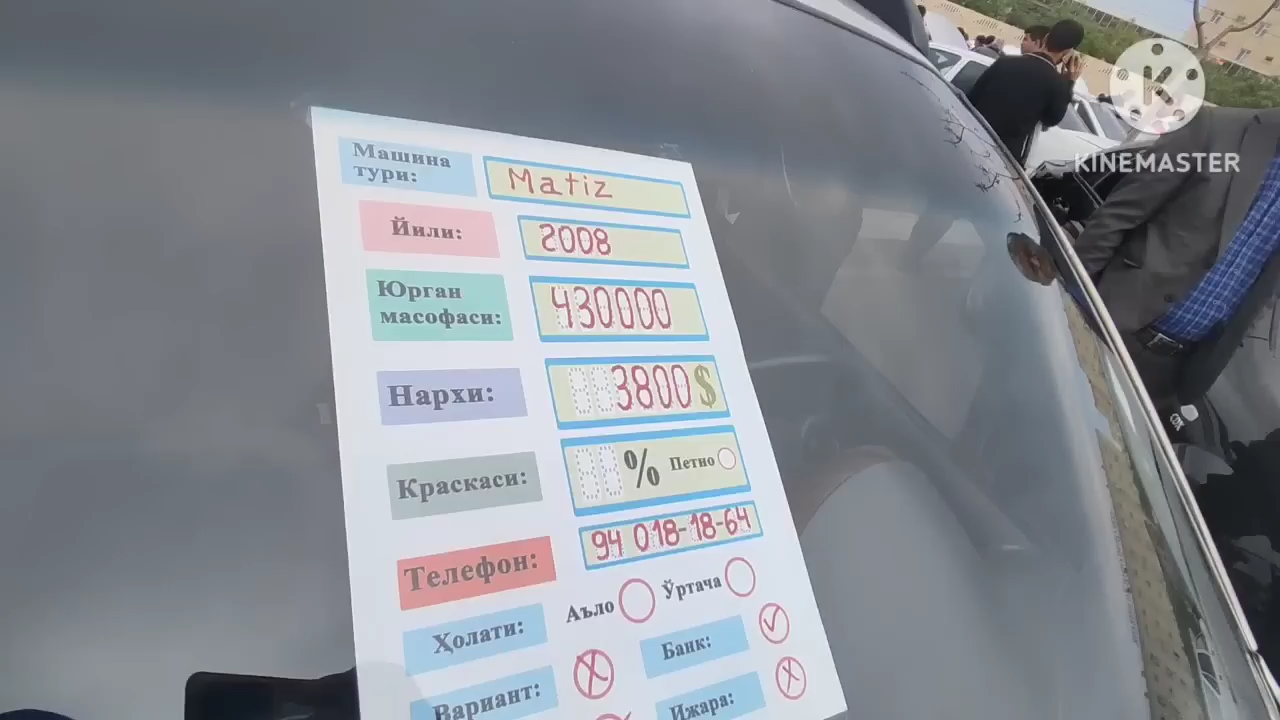 Машина тури: Matiz
Йили: 2008
Юрган масофаси: 430000
Нархи: 3800$
Краскаси: % Петно
Телефон: 94 018-18-64
Ҳолати: Аъло Ўртача
Вариант: Банк:
Ижара:
KINEMASTER